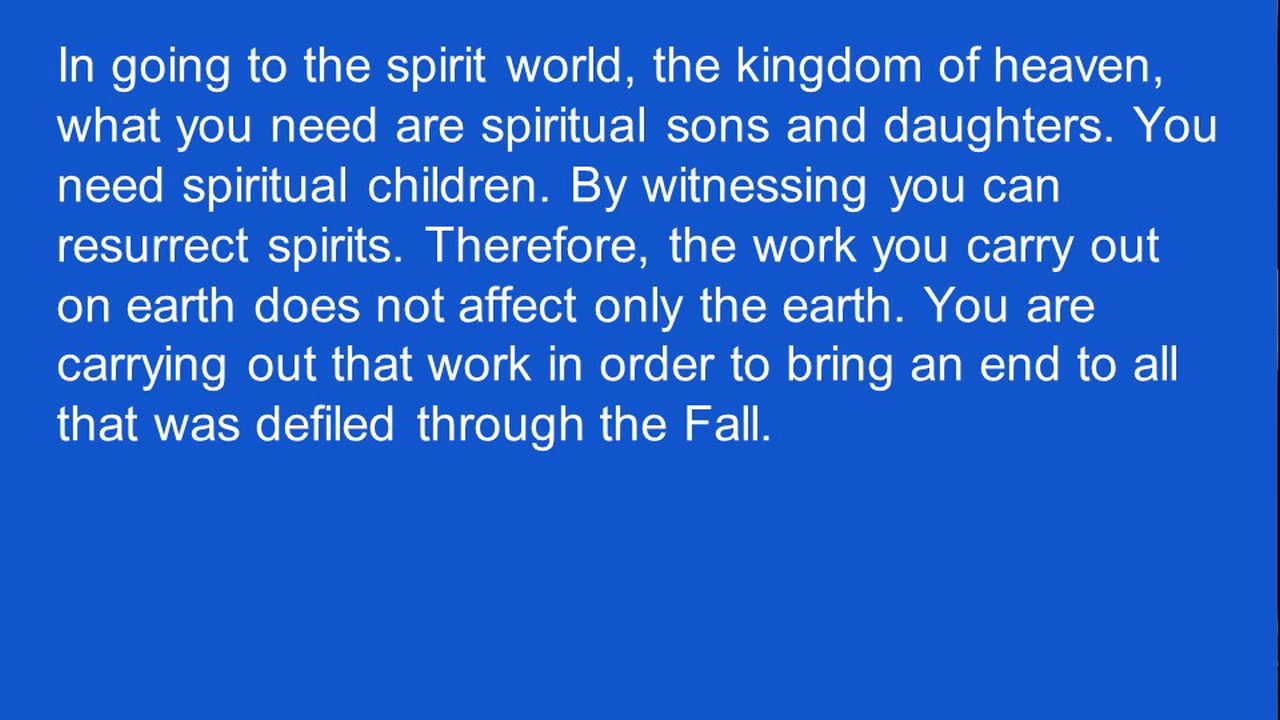 In going to the spirit world, the kingdom of heaven,
what you need are spiritual sons and daughters. You
need spiritual children. By witnessing you can
resurrect spirits. Therefore, the work you carry out
on earth does not affect only the earth. You are
carrying out that work in order to bring an end to all
that was defiled through the Fall.